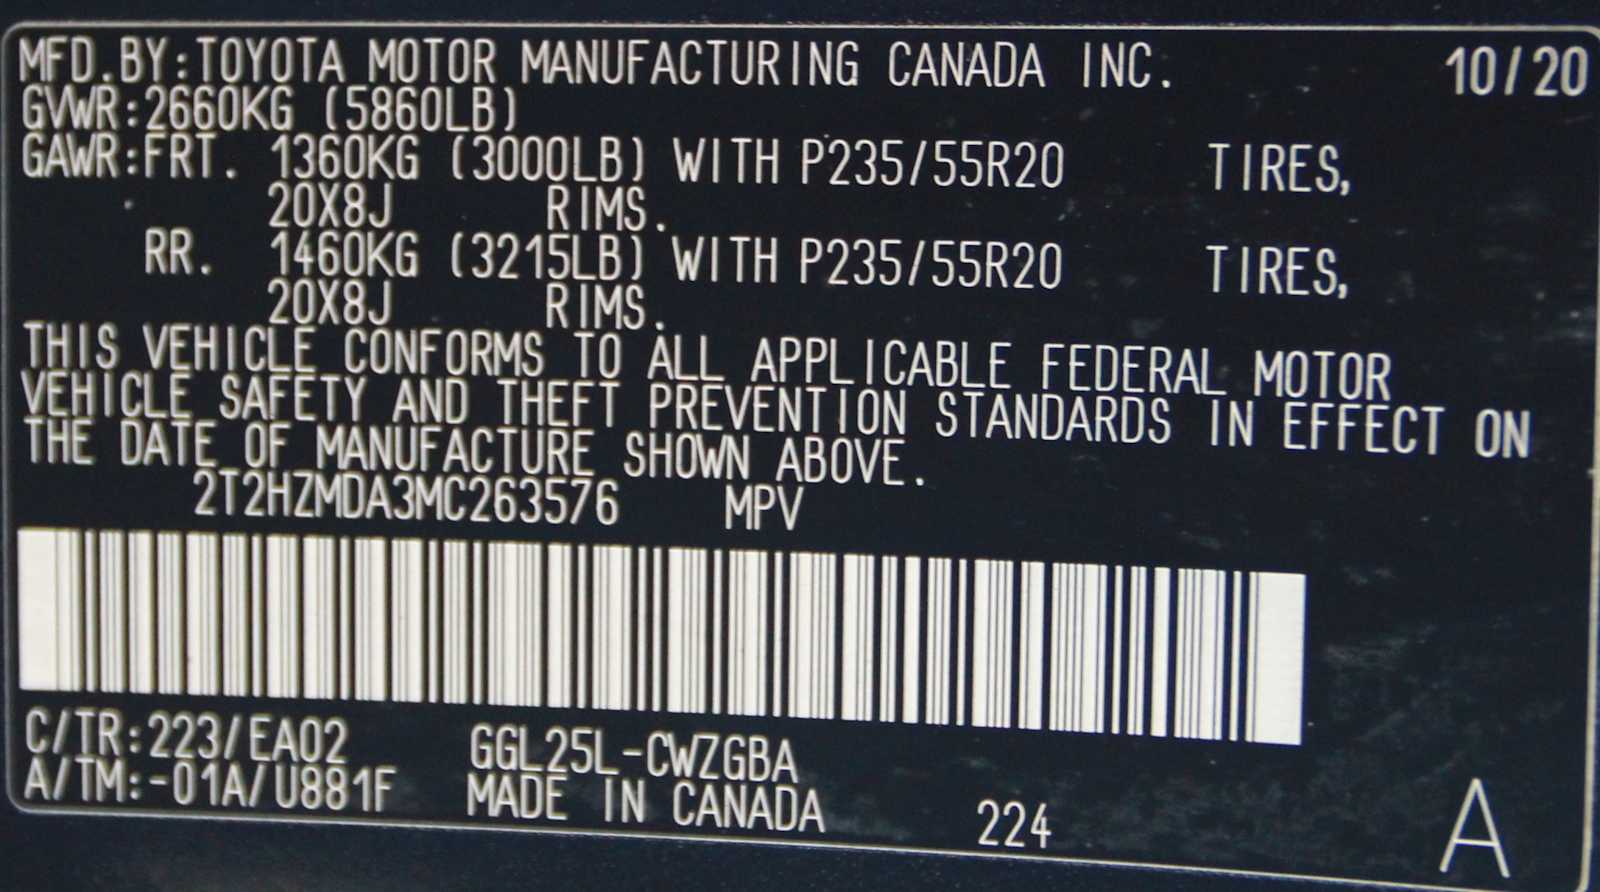 MFD.BY:TOYOTA MOTOR MANUFACTURING CANADA INC. 10/20
GVWR:2660KG (5860LB)
GAWR:FRT. 1360KG (3000LB) WITH P235/55R20 TIRES,
20X8J RIMS.
RR. 1460KG (3215LB) WITH P235/55R20 TIRES,
20X8J RIMS.
THIS VEHICLE CONFORMS TO ALL APPLICABLE FEDERAL MOTOR
VEHICLE SAFETY AND THEFT PREVENTION STANDARDS IN EFFECT ON
THE DATE OF MANUFACTURE SHOWN ABOVE.
2T2HZMDA3MC263576 MPV
C/TR:223/EA02 GGL25L-CWZGBA
A/TM:-01A/U881F MADE IN CANADA 224 A